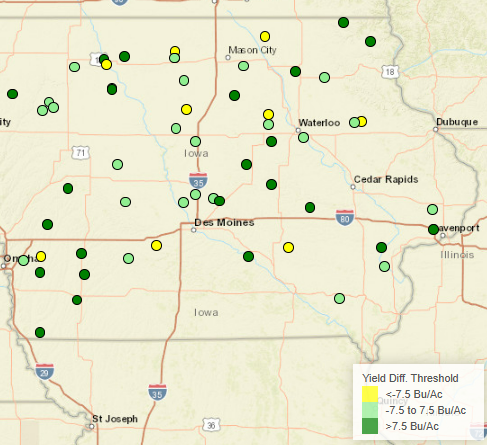 Mason City
18
Waterloo
Dubuque
ity
71
Iowa
35
Cedar Rapids
80
Des Moines
avenport
Illinois
Omaha
Iowa
29
35
St Joseph
36
Yield Diff. Threshold
<-7.5 Bu/Ac
-7.5 to 7.5 Bu/Ac
>7.5 Bu/Ac